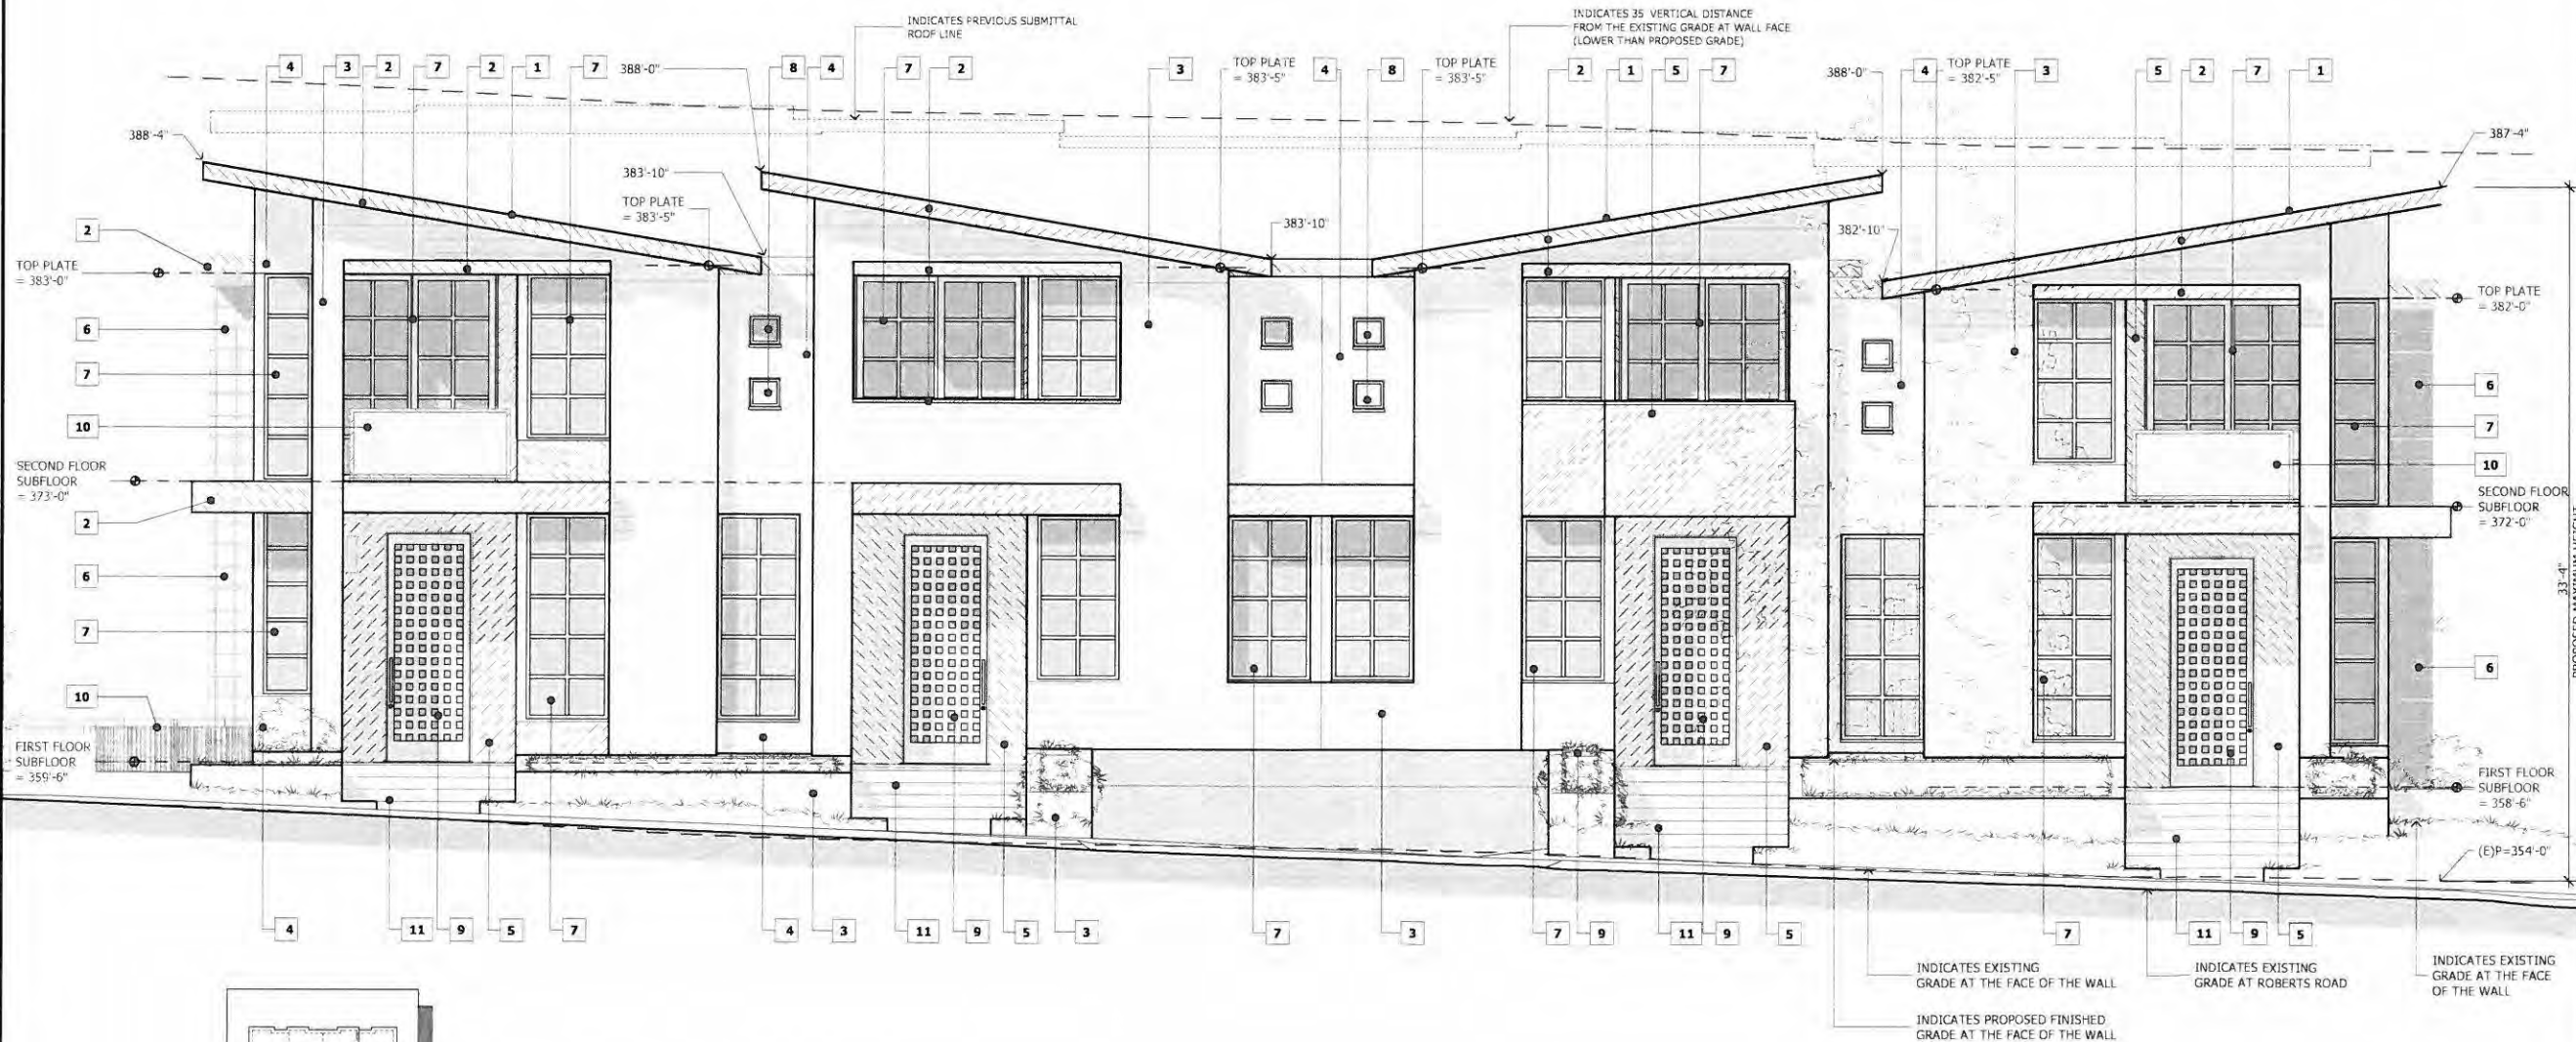 INDICATES PREVIOUS SUBMITTAL
ROOF LINE
INDICATES 35 VERTICAL DISTANCE
FROM THE EXISTING GRADE AT WALL FACE
(LOWER THAN PROPOSED GRADE)
4 3 2 7 2 1 7 388'-0" 8 4 7 2 3
TOP PLATE
= 383'-5"
4 8
TOP PLATE
= 383'-5"
2 1 5 7 388'-0" 4
TOP PLATE
= 382'-5"
3 5 2 7 1
388'-4"
387'-4"
383'-10"
TOP PLATE
= 383'-5"
383'-10"
382'-10"
2
TOP PLATE
= 383'-0"
6
7
10
SECOND FLOOR
SUBFLOOR
= 373'-0"
2
6
7
10
FIRST FLOOR
SUBFLOOR
= 359'-6"
TOP PLATE
= 382'-0"
6
7
10
SECOND FLOOR
SUBFLOOR
= 372'-0"
6
33'-4"
PROPOSED MAXIMUM HEIGHT
FIRST FLOOR
SUBFLOOR
= 358'-6"
(E)P=354'-0"
4 11 9 5 7 4 3 11 9 5 3 7 3 7 9 11 9 5 7 11 9 5
INDICATES EXISTING
GRADE AT THE FACE OF THE WALL
INDICATES EXISTING
GRADE AT ROBERTS ROAD
INDICATES EXISTING
GRADE AT THE FACE
OF THE WALL
INDICATES PROPOSED FINISHED
GRADE AT THE FACE OF THE WALL